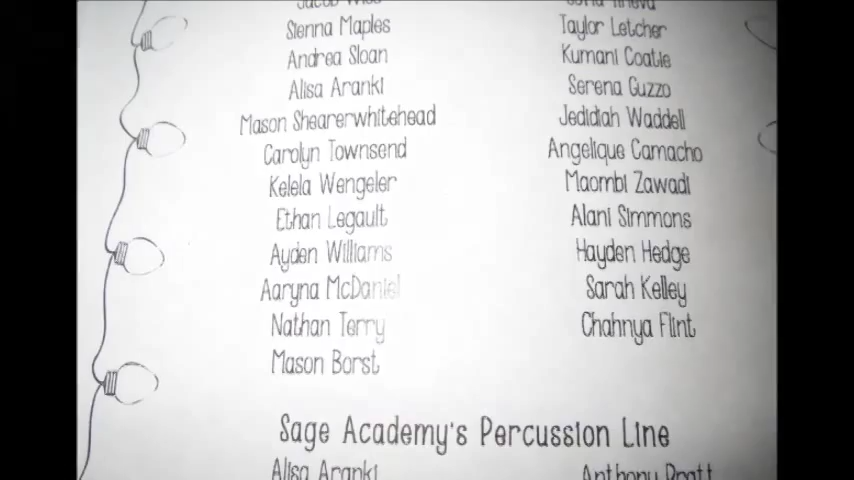 Sienna Maples Taylor Letcher
Andrea Sloan Kumani Coatie
Alisa Aranki Serena Guzzo
Mason Shearerwhitehead Jedidiah Waddell
Carolyn Townsend Angelique Camacho
Kelela Wengeler Maombi Zawadi
Ethan Legault Alani Simmons
Ayden Williams Hayden Hedge
Aaryna McDaniel Sarah Kelley
Nathan Terry Chahnya Flint
Mason Borst
Sage Academy's Percussion Line
Alisa Aranki Anthony Pratt